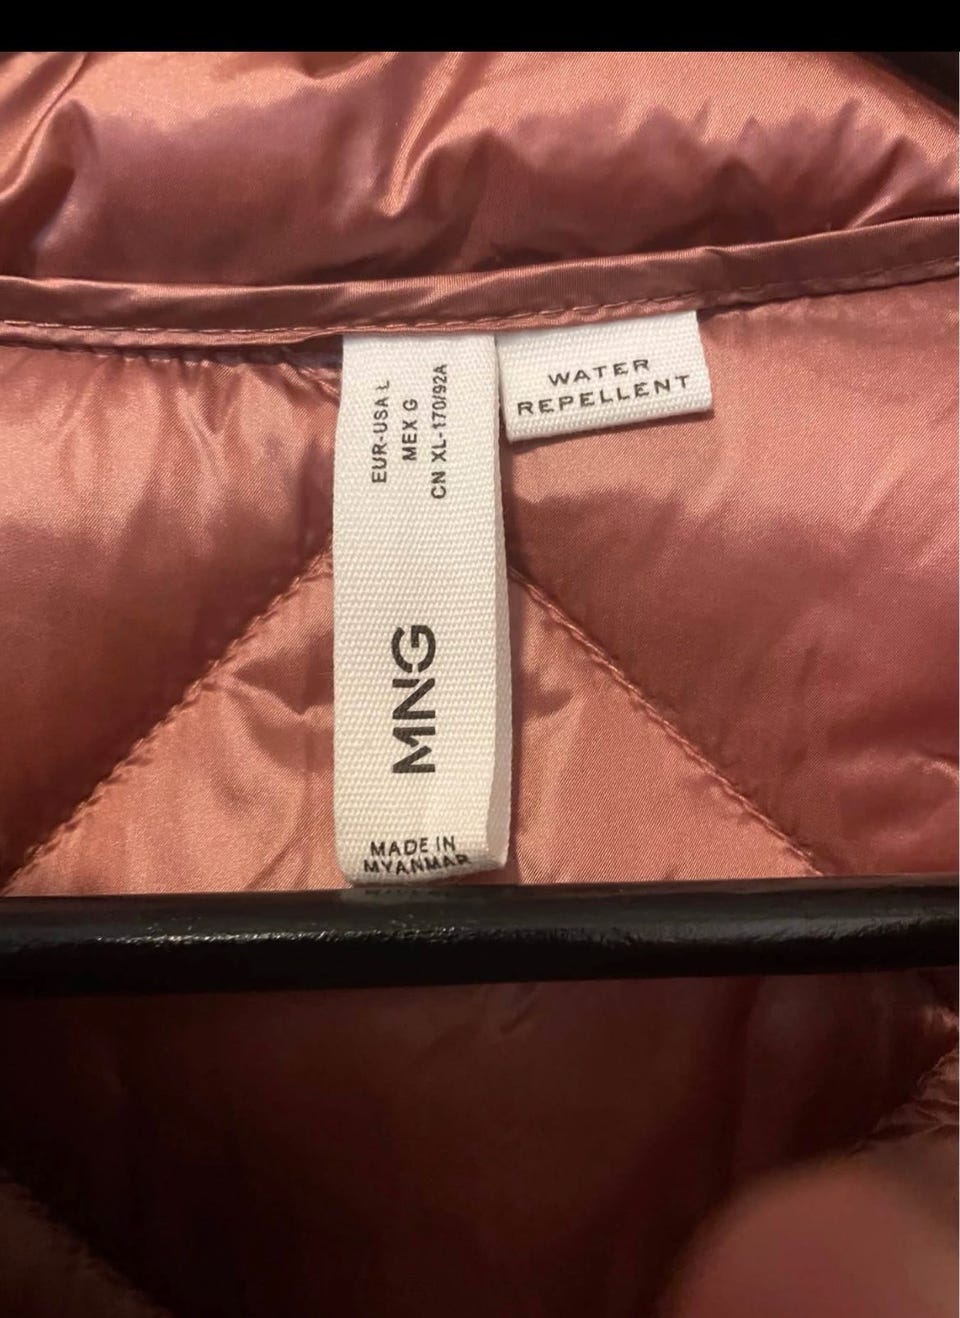 EUR-USA L
MEX G
CN XL-170/92A
MNG
MADE IN
MYANMAR
WATER
REPELLENT